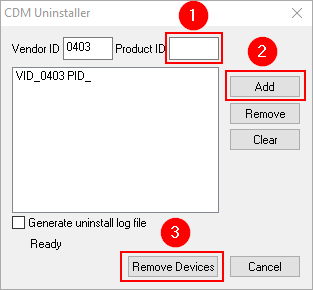 CDM Uninstaller
1
Vendor ID 0403 Product ID
2
VID_0403 PID_
Add
Remove
Clear
Generate uninstall log file
3
Ready
Remove Devices Cancel